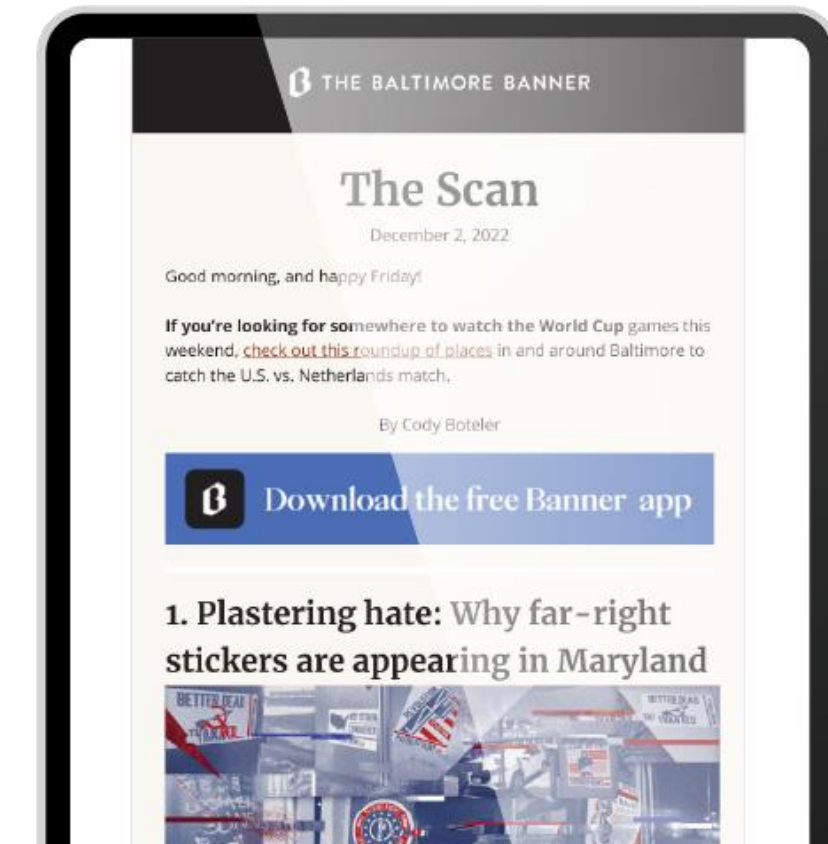 THE BALTIMORE BANNER
The Scan
December 2, 2022
Good morning, and happy Friday!
If you're looking for somewhere to watch the World Cup games this
weekend, check out this roundup of places in and around Baltimore to
catch the U.S. vs. Netherlands match.
By Cody Boteler
Download the free Banner app
1. Plastering hate: Why far-right
stickers are appearing in Maryland
BETTER DEAD